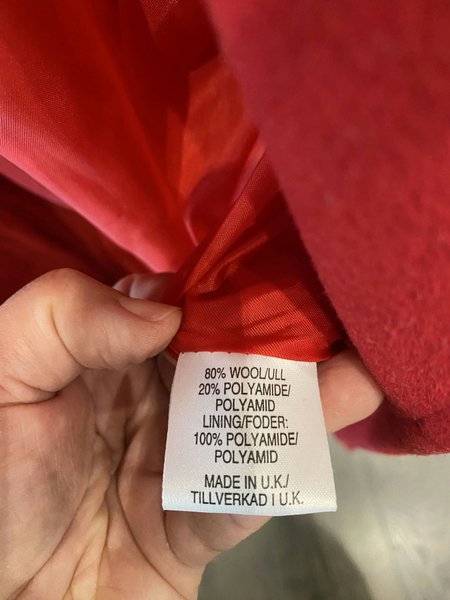 80% WOOL/ULL
20% POLYAMIDE/
POLYAMID
LINING/FODER:
100% POLYAMIDE/
POLYAMID
MADE IN U.K./
TILLVERKAD I U.K.